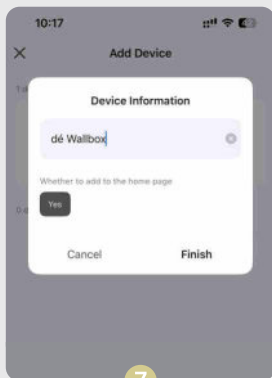 10:17
Add Device
Device Information
dé Wallbox
Whether to add to the home page
Yes
Cancel
Finish
7